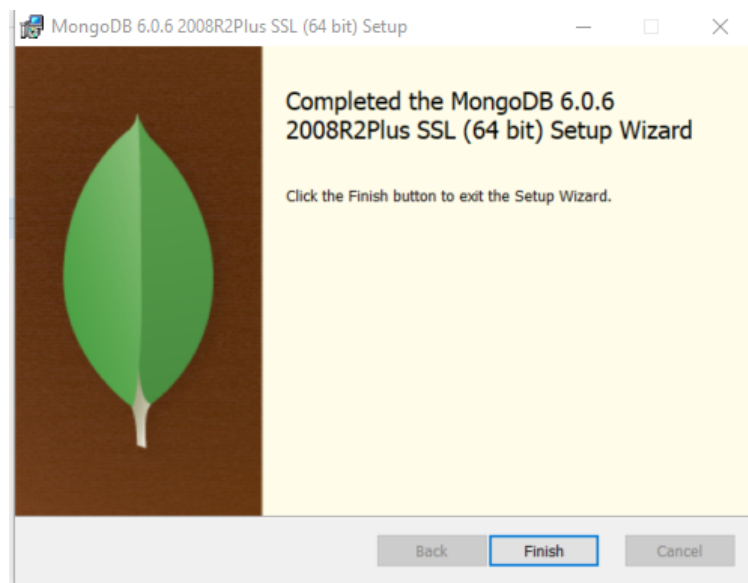 MongoDB 6.0.6 2008R2Plus SSL (64 bit) Setup
Completed the MongoDB 6.0.6
2008R2Plus SSL (64 bit) Setup Wizard
Click the Finish button to exit the Setup Wizard.
Back Finish Cancel